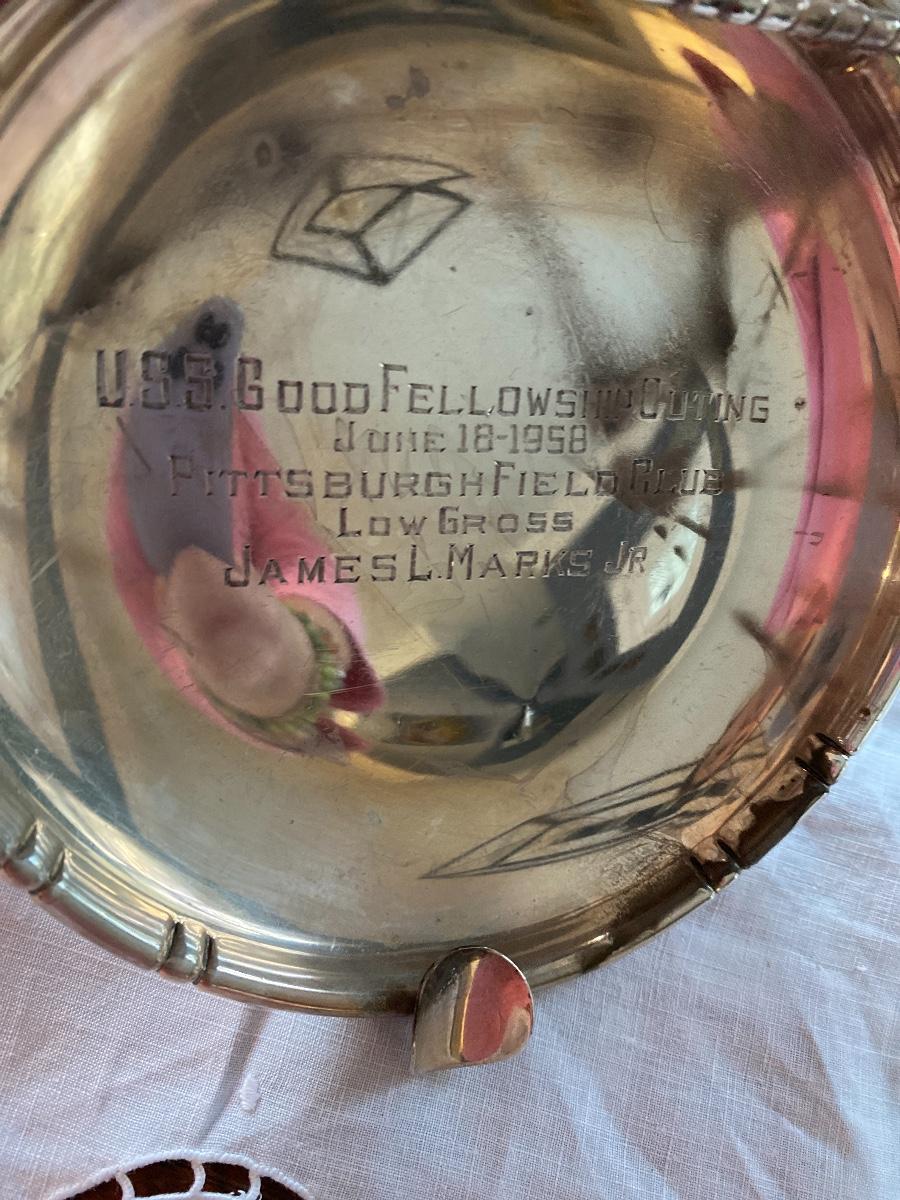 U.S.S. GOOD FELLOWSHIP OUTING
JUNE 18-1958
PITTSBURGH FIELD CLUB
LOW GROSS
JAMES L. MARKS JR